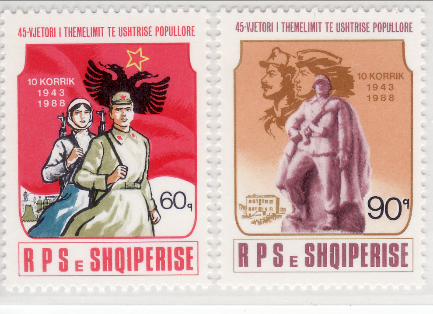 45-VJETORI I THEMELIMIT TE USHTRISE POPULLORE
10 KORRIK
1943
1988
60q
R P S E SHQIPERISE
45-VJETORI I THEMELIMIT TE USHTRISE POPULLORE
10 KORRIK
1943
1988
90q
R P S E SHQIPERISE